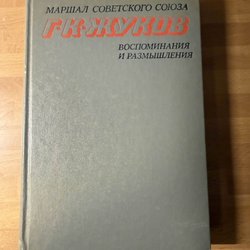 МАРШАЛ СОВЕТСКОГО СОЮЗА
Г·К·ЖУКОВ
ВОСПОМИНАНИЯ
И РАЗМЫШЛЕНИЯ